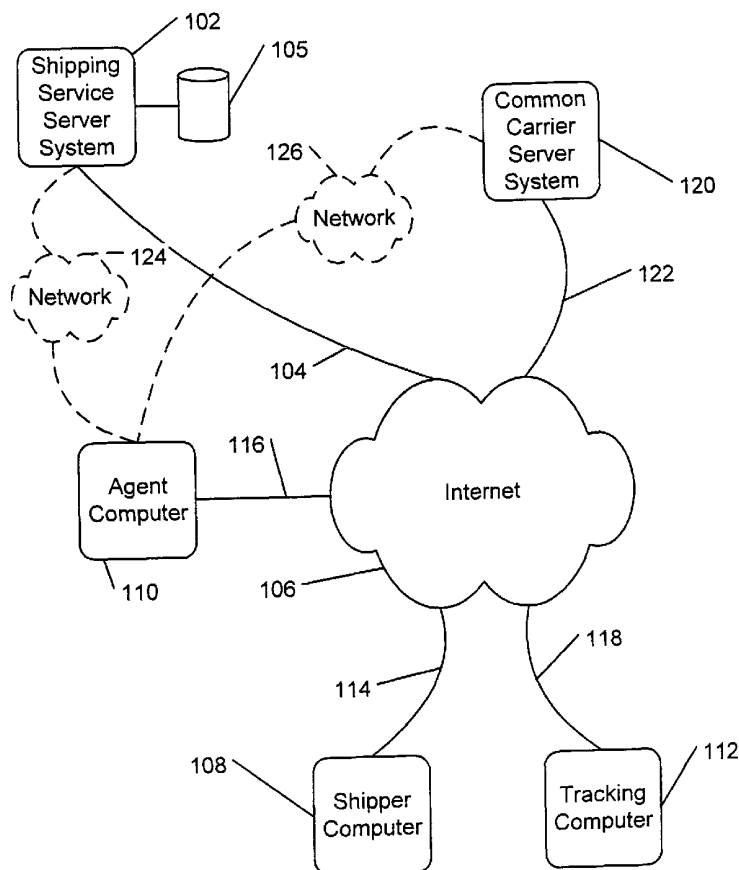 102
Shipping
Service
Server
System
105
Common
Carrier
Server
System
120
126
Network
124
Network
122
104
116
Agent
Computer
110
Internet
106
114
118
108
Shipper
Computer
Tracking
Computer
112